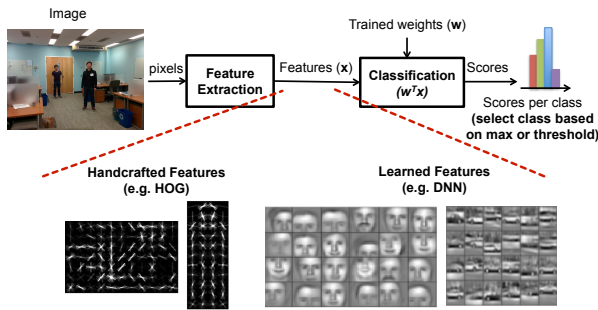 Image
Trained weights (w)
pixels
Feature
Extraction
Features (x)
Classification
(wᵀx)
Scores
Scores per class
(select class based
on max or threshold)
Handcrafted Features
(e.g. HOG)
Learned Features
(e.g. DNN)